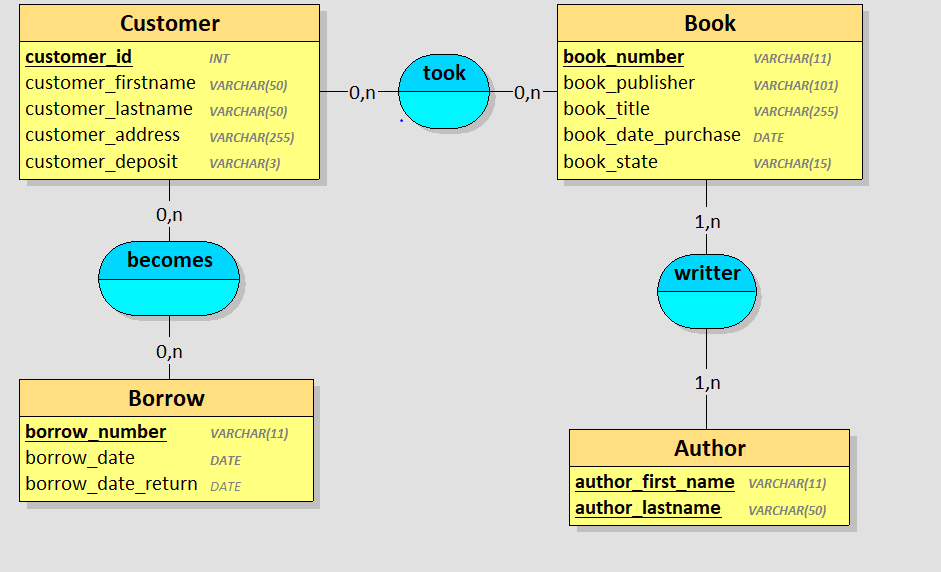 Customer
customer_id INT
customer_firstname VARCHAR(50)
customer_lastname VARCHAR(50)
customer_address VARCHAR(255)
customer_deposit VARCHAR(3)
0,n
took
0,n
Book
book_number VARCHAR(11)
book_publisher VARCHAR(101)
book_title VARCHAR(255)
book_date_purchase DATE
book_state VARCHAR(15)
0,n
becomes
0,n
1,n
writter
1,n
Borrow
borrow_number VARCHAR(11)
borrow_date DATE
borrow_date_return DATE
Author
author_first_name VARCHAR(11)
author_lastname VARCHAR(50)